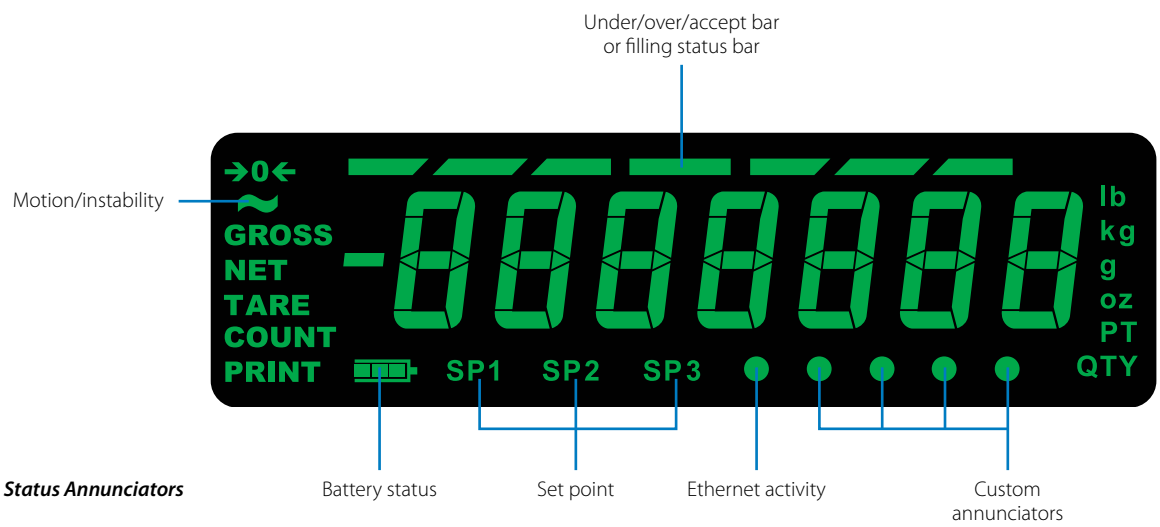 Under/over/accept bar
or filling status bar
→0←
Motion/instability
~
GROSS
NET
TARE
COUNT
PRINT
-8888888
lb
kg
g
oz
PT
QTY
SP1 SP2 SP3
Status Annunciators
Battery status
Set point
Ethernet activity
Custom
annunciators